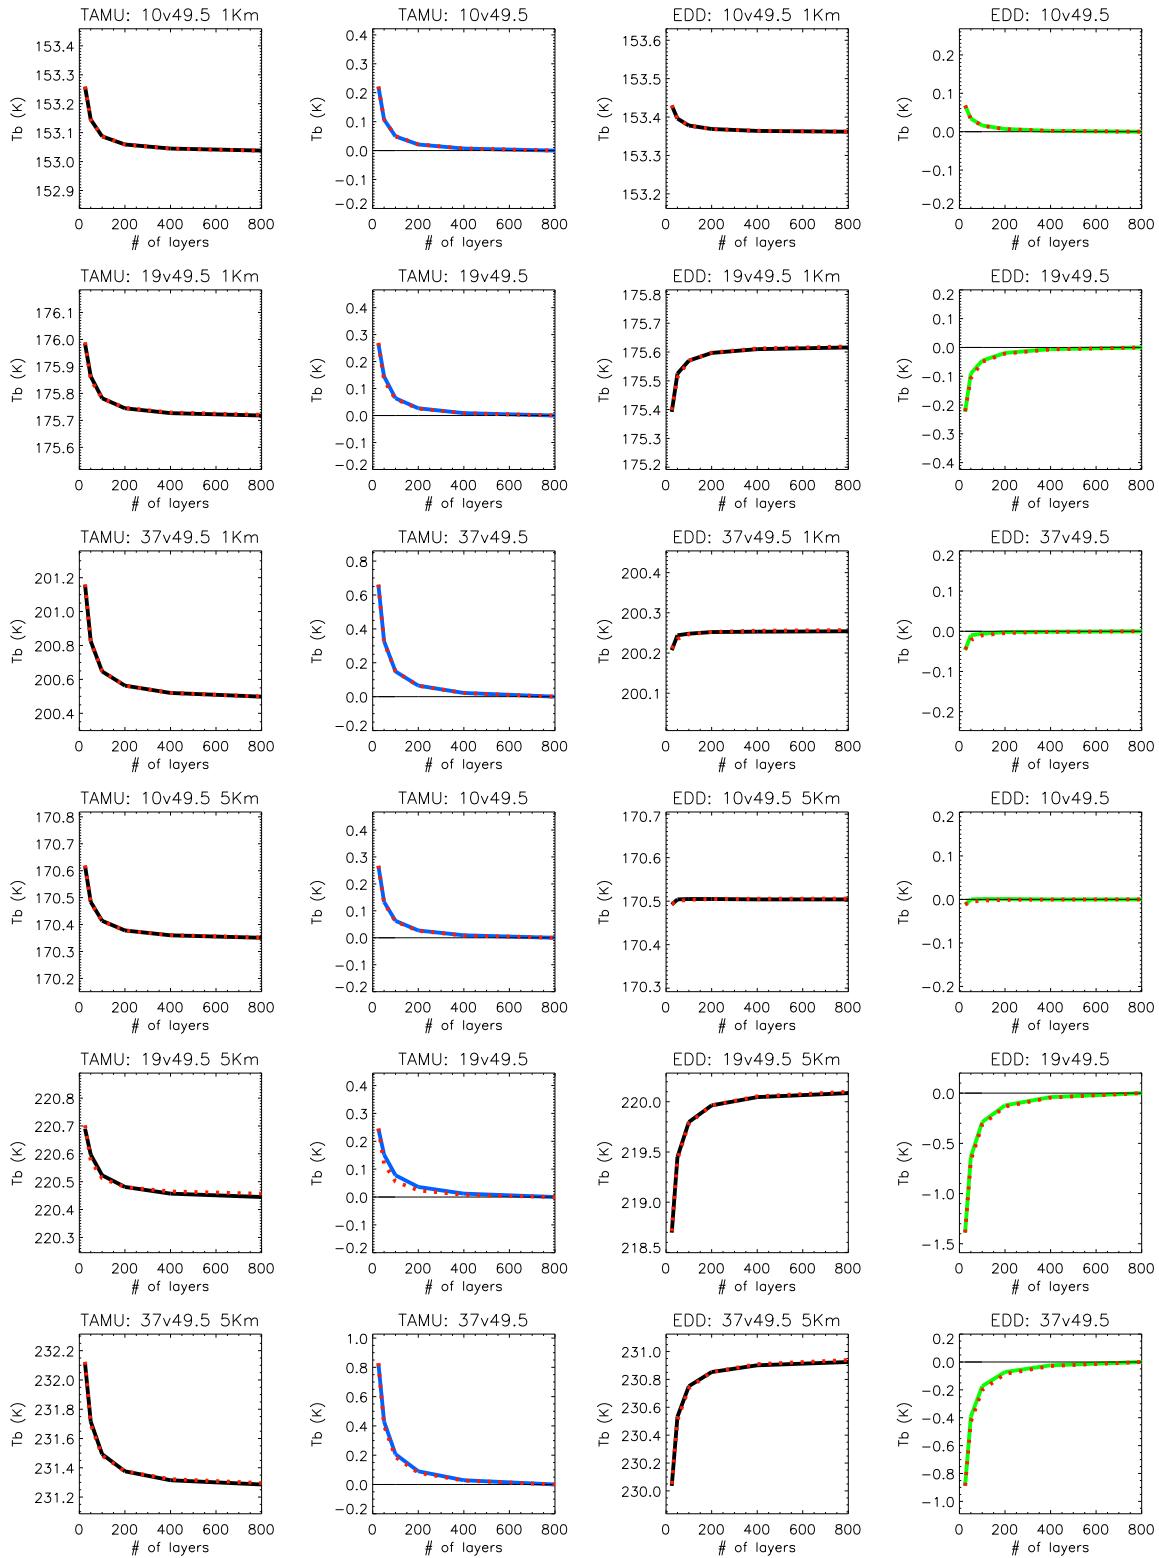 TAMU: 10v49.5 1Km
TAMU: 10v49.5
EDD: 10v49.5 1Km
EDD: 10v49.5
Tb (K)
153.4
153.3
153.2
153.1
153.0
152.9
0 200 400 600 800
# of layers
Tb (K)
0.4
0.3
0.2
0.1
0.0
−0.1
−0.2
0 200 400 600 800
# of layers
Tb (K)
153.6
153.5
153.4
153.3
153.2
0 200 400 600 800
# of layers
Tb (K)
0.2
0.1
0.0
−0.1
−0.2
0 200 400 600 800
# of layers
TAMU: 19v49.5 1Km
TAMU: 19v49.5
EDD: 19v49.5 1Km
EDD: 19v49.5
Tb (K)
176.1
176.0
175.9
175.8
175.7
175.6
0 200 400 600 800
# of layers
Tb (K)
0.4
0.3
0.2
0.1
0.0
−0.1
−0.2
0 200 400 600 800
# of layers
Tb (K)
175.8
175.7
175.6
175.5
175.4
175.3
175.2
0 200 400 600 800
# of layers
Tb (K)
0.2
0.1
0.0
−0.1
−0.2
−0.3
−0.4
0 200 400 600 800
# of layers
TAMU: 37v49.5 1Km
TAMU: 37v49.5
EDD: 37v49.5 1Km
EDD: 37v49.5
Tb (K)
201.2
201.0
200.8
200.6
200.4
0 200 400 600 800
# of layers
Tb (K)
0.8
0.6
0.4
0.2
0.0
−0.2
0 200 400 600 800
# of layers
Tb (K)
200.4
200.3
200.2
200.1
0 200 400 600 800
# of layers
Tb (K)
0.2
0.1
0.0
−0.1
−0.2
0 200 400 600 800
# of layers
TAMU: 10v49.5 5Km
TAMU: 10v49.5
EDD: 10v49.5 5Km
EDD: 10v49.5
Tb (K)
170.8
170.7
170.6
170.5
170.4
170.3
170.2
0 200 400 600 800
# of layers
Tb (K)
0.4
0.3
0.2
0.1
0.0
−0.1
−0.2
0 200 400 600 800
# of layers
Tb (K)
170.7
170.6
170.5
170.4
170.3
0 200 400 600 800
# of layers
Tb (K)
0.2
0.1
0.0
−0.1
−0.2
0 200 400 600 800
# of layers
TAMU: 19v49.5 5Km
TAMU: 19v49.5
EDD: 19v49.5 5Km
EDD: 19v49.5
Tb (K)
220.8
220.7
220.6
220.5
220.4
220.3
0 200 400 600 800
# of layers
Tb (K)
0.4
0.3
0.2
0.1
0.0
−0.1
−0.2
0 200 400 600 800
# of layers
Tb (K)
220.0
219.5
219.0
218.5
0 200 400 600 800
# of layers
Tb (K)
0.0
−0.5
−1.0
−1.5
0 200 400 600 800
# of layers
TAMU: 37v49.5 5Km
TAMU: 37v49.5
EDD: 37v49.5 5Km
EDD: 37v49.5
Tb (K)
232.2
232.0
231.8
231.6
231.4
231.2
0 200 400 600 800
# of layers
Tb (K)
1.0
0.8
0.6
0.4
0.2
0.0
−0.2
0 200 400 600 800
# of layers
Tb (K)
231.0
230.8
230.6
230.4
230.2
230.0
0 200 400 600 800
# of layers
Tb (K)
0.2
0.0
−0.2
−0.4
−0.6
−0.8
−1.0
0 200 400 600 800
# of layers